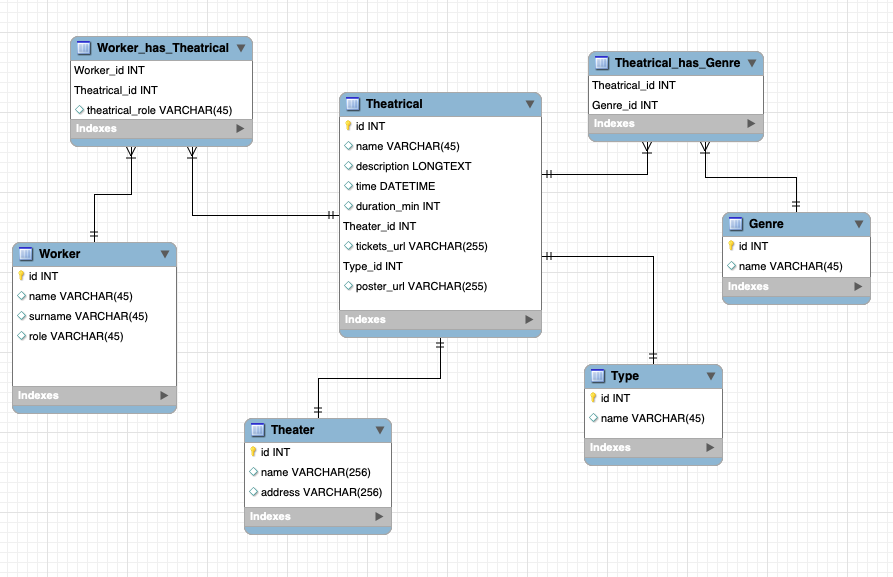 Worker_has_Theatrical
Worker_id INT
Theatrical_id INT
theatrical_role VARCHAR(45)
Indexes
Theatrical
id INT
name VARCHAR(45)
description LONGTEXT
time DATETIME
duration_min INT
Theater_id INT
tickets_url VARCHAR(255)
Type_id INT
poster_url VARCHAR(255)
Indexes
Theatrical_has_Genre
Theatrical_id INT
Genre_id INT
Indexes
Worker
id INT
name VARCHAR(45)
surname VARCHAR(45)
role VARCHAR(45)
Indexes
Genre
id INT
name VARCHAR(45)
Indexes
Theater
id INT
name VARCHAR(256)
address VARCHAR(256)
Indexes
Type
id INT
name VARCHAR(45)
Indexes